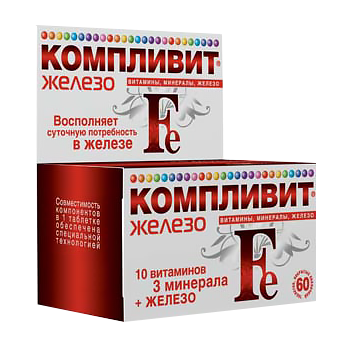 КОМПЛИВИТ®
железо
ВИТАМИНЫ, МИНЕРАЛЫ, ЖЕЛЕЗО
Восполняет
суточную потребность
в железе
Fe
Совместимость
компонентов
в 1 таблетке
обеспечена
специальной
технологией
КОМПЛИВИТ®
железо
ВИТАМИНЫ, МИНЕРАЛЫ, ЖЕЛЕЗО
10 витаминов
3 минерала
+ ЖЕЛЕЗО
Fe
60